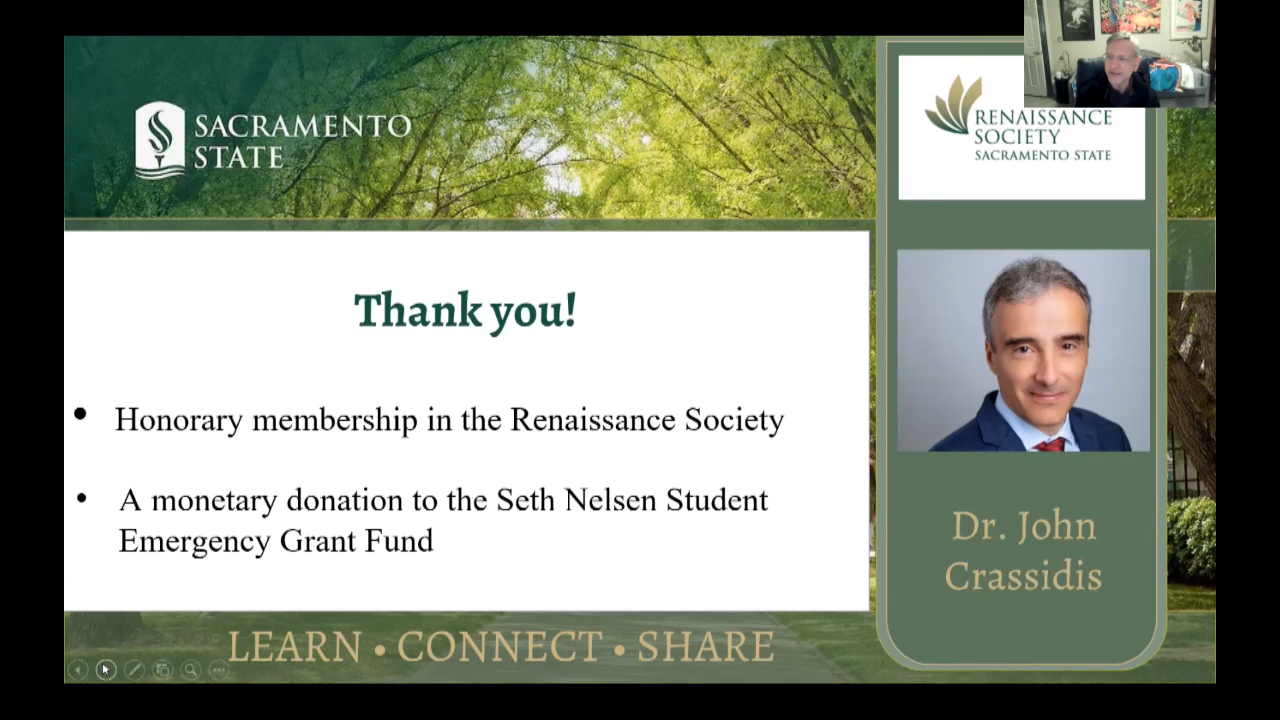 SACRAMENTO
STATE
RENAISSANCE
SOCIETY
SACRAMENTO STATE
Thank you!
• Honorary membership in the Renaissance Society
• A monetary donation to the Seth Nelsen Student
Emergency Grant Fund
Dr. John
Crassidis
LEARN • CONNECT • SHARE